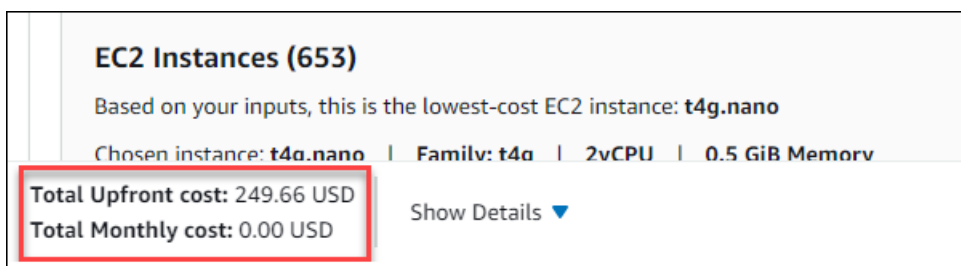 EC2 Instances (653)
Based on your inputs, this is the lowest-cost EC2 instance: t4g.nano
Chosen instance: t4g.nano | Family: t4g | 2vCPU | 0.5 GiB Memory
Total Upfront cost: 249.66 USD
Total Monthly cost: 0.00 USD
Show Details ▼